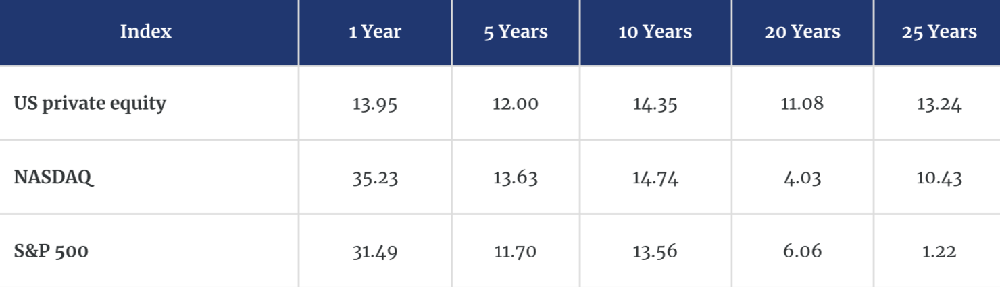 Index 1 Year 5 Years 10 Years 20 Years 25 Years
US private equity 13.95 12.00 14.35 11.08 13.24
NASDAQ 35.23 13.63 14.74 4.03 10.43
S&P 500 31.49 11.70 13.56 6.06 1.22